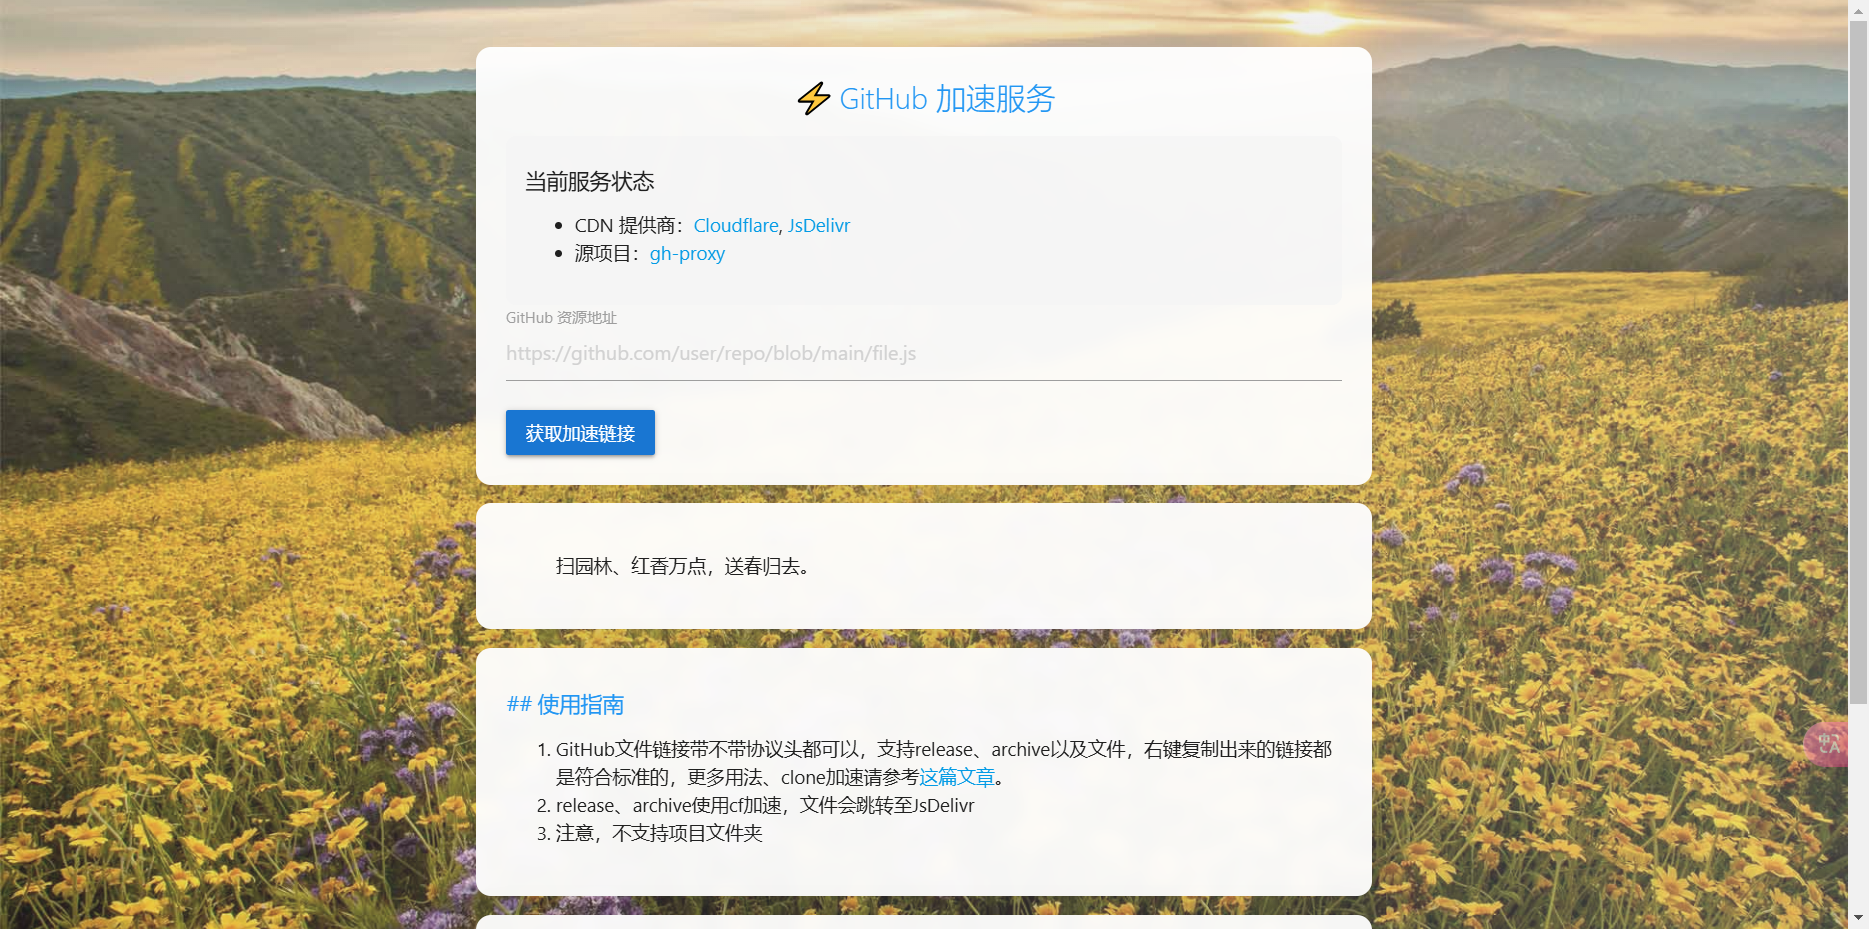 ⚡ GitHub 加速服务
当前服务状态
• CDN 提供商：Cloudflare, JsDelivr
• 源项目：gh-proxy
GitHub 资源地址
https://github.com/user/repo/blob/main/file.js
获取加速链接
扫园林、红香万点，送春归去。
## 使用指南
1. GitHub文件链接带不带协议头都可以，支持release、archive以及文件，右键复制出来的链接都
是符合标准的，更多用法、clone加速请参考这篇文章。
2. release、archive使用cf加速，文件会跳转至JsDelivr
3. 注意，不支持项目文件夹